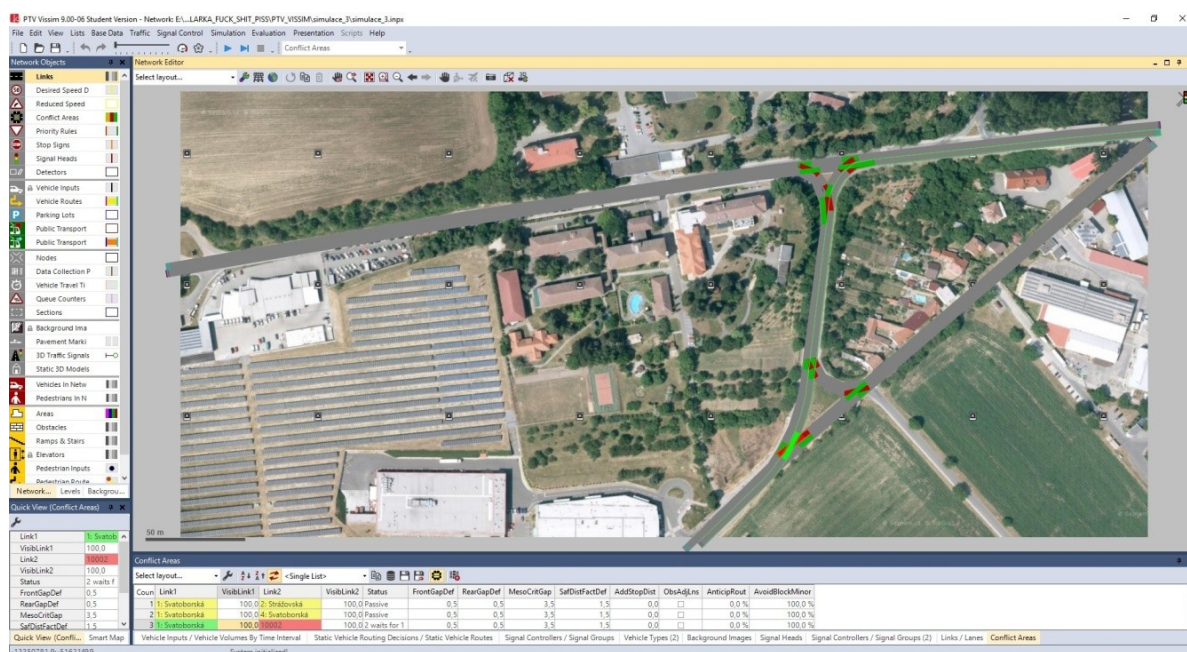 PTV Vissim 9.00-06 Student Version - Network: E:\...LARKA_FUCK_SHIT_PISS\PTV_VISSIM\simulace_3\simulace_3.inpx
File Edit View Lists Base Data Traffic Signal Control Simulation Evaluation Presentation Scripts Help
Conflict Areas
Network Objects
Network Editor
Select layout...
Links
Desired Speed D
Reduced Speed
Conflict Areas
Priority Rules
Stop Signs
Signal Heads
Detectors
Vehicle Inputs
Vehicle Routes
Parking Lots
Public Transport
Public Transport
Nodes
Data Collection P
Vehicle Travel Ti
Queue Counters
Sections
Background Ima
Pavement Marki
3D Traffic Signals
Static 3D Models
Vehicles In Netw
Pedestrians In N
Areas
Obstacles
Ramps & Stairs
Elevators
Pedestrian Inputs
Pedestrian Route
Network... Levels Backgrou...
50 m
Quick View (Conflict Areas)
Link1 1: Svatob
VisibLink1 100,0
Link2 10002
VisibLink2 100,0
Status 2 waits f
FrontGapDef 0,5
RearGapDef 0,5
MesoCritGap 3,5
SafDistFactDef 1,5
Quick View (Confli... Smart Map
Conflict Areas
Select layout... <Single List>
Coun Link1 VisibLink1 Link2 VisibLink2 Status FrontGapDef RearGapDef MesoCritGap SafDistFactDef AddStopDist ObsAdjLns AnticipRout AvoidBlockMinor
1 1: Svatoborská 100,0 2: Strážovská 100,0 Passive 0,5 0,5 3,5 1,5 0,0 0,0 % 100,0 %
2 1: Svatoborská 100,0 4: Svatoborská 100,0 Passive 0,5 0,5 3,5 1,5 0,0 0,0 % 100,0 %
3 1: Svatoborská 100,0 10002 100,0 2 waits for 1 0,5 0,5 3,5 1,5 0,0 0,0 % 100,0 %
Vehicle Inputs / Vehicle Volumes By Time Interval Static Vehicle Routing Decisions / Static Vehicle Routes Signal Controllers / Signal Groups Vehicle Types (2) Background Images Signal Heads Signal Controllers / Signal Groups (2) Links / Lanes Conflict Areas